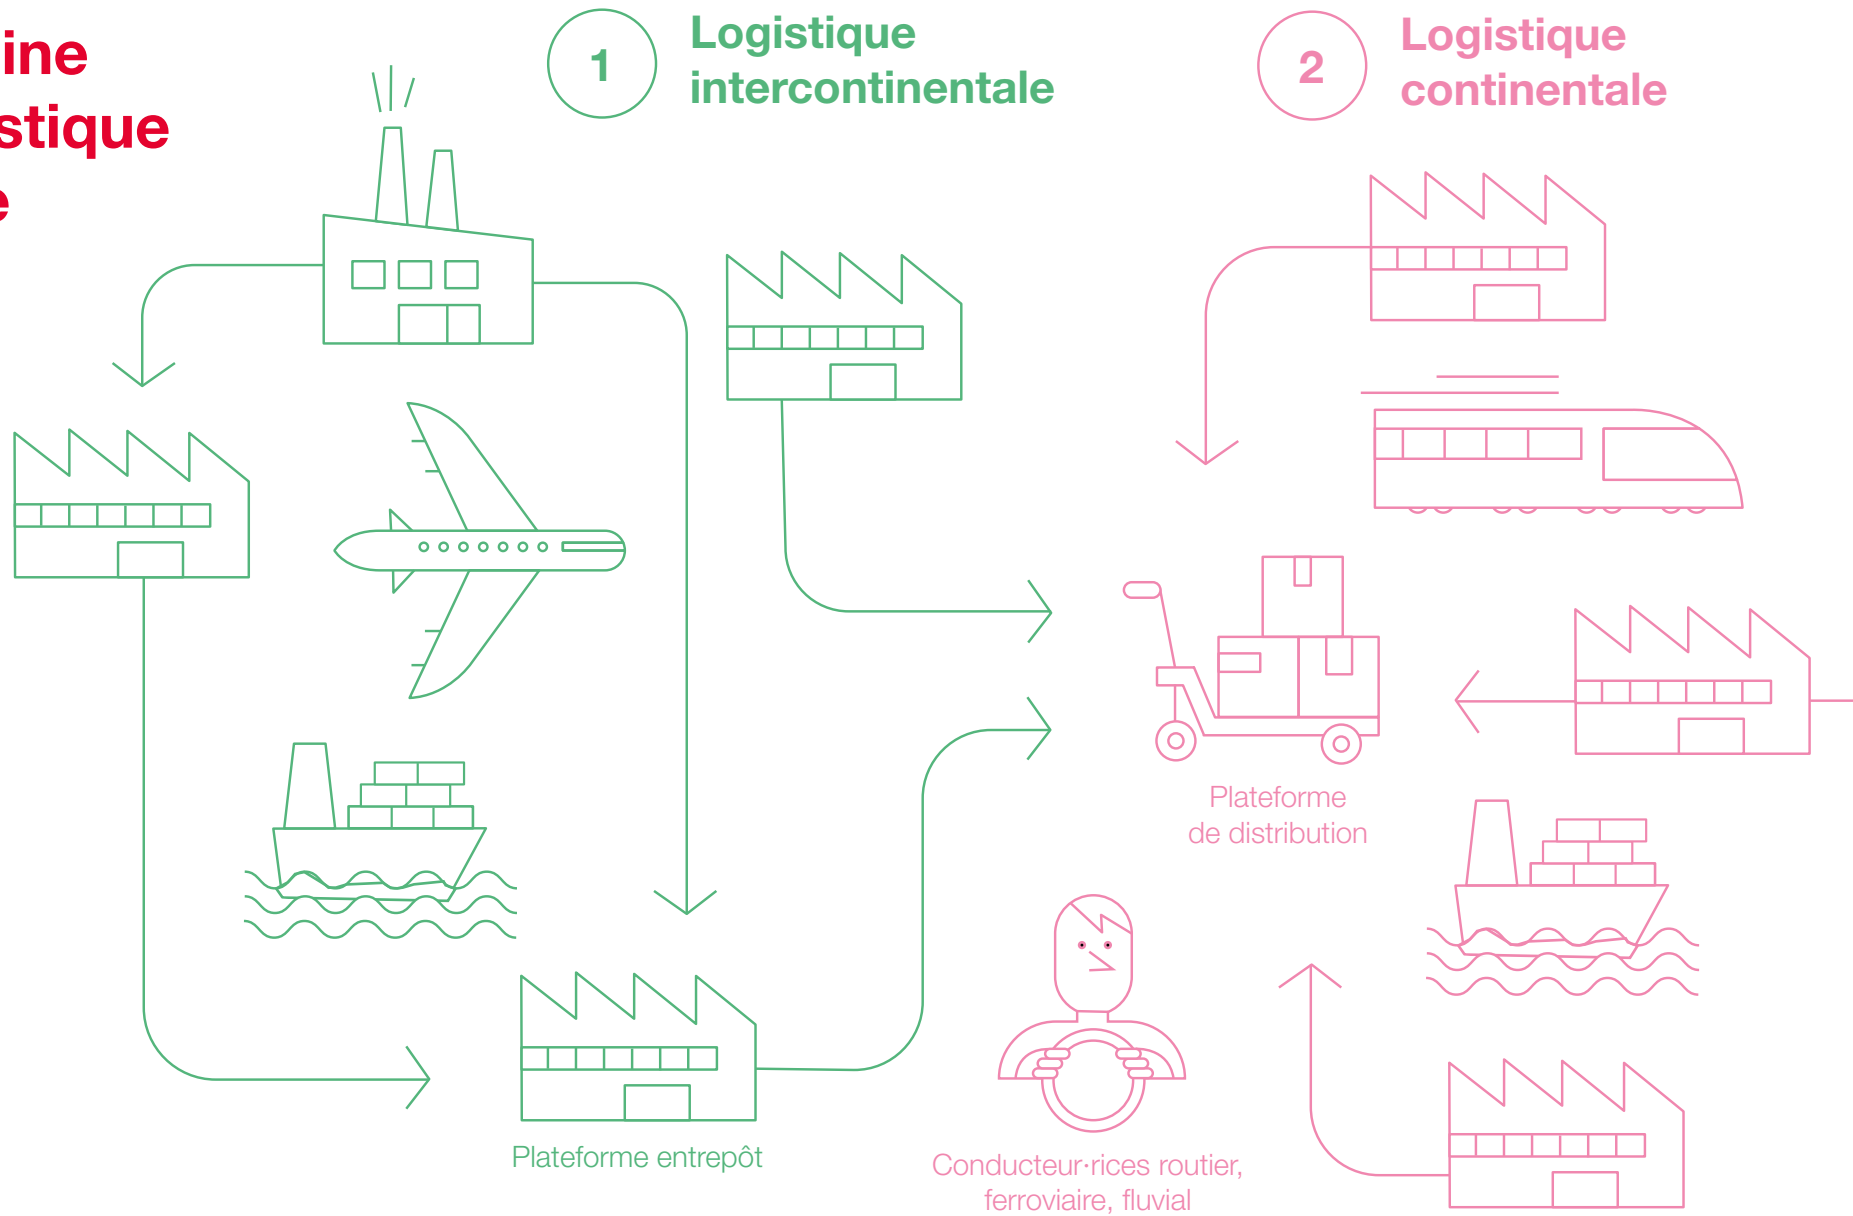 ine
stique
e
1
Logistique
intercontinentale
2
Logistique
continentale
Plateforme
de distribution
Plateforme entrepôt
Conducteur·rices routier,
ferroviaire, fluvial